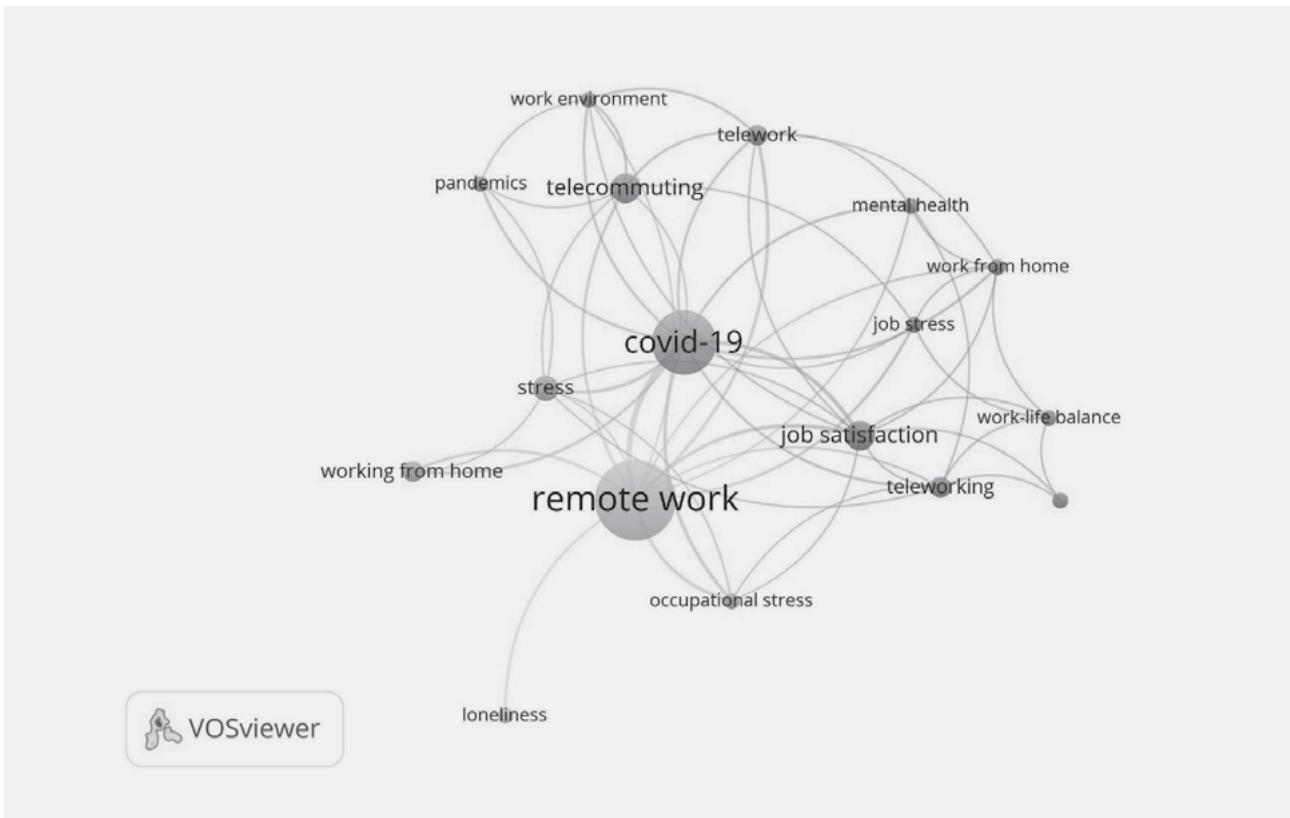 work environment
telework
pandemics
telecommuting
mental health
work from home
job stress
covid-19
stress
work-life balance
job satisfaction
working from home
teleworking
remote work
occupational stress
loneliness
VOSviewer